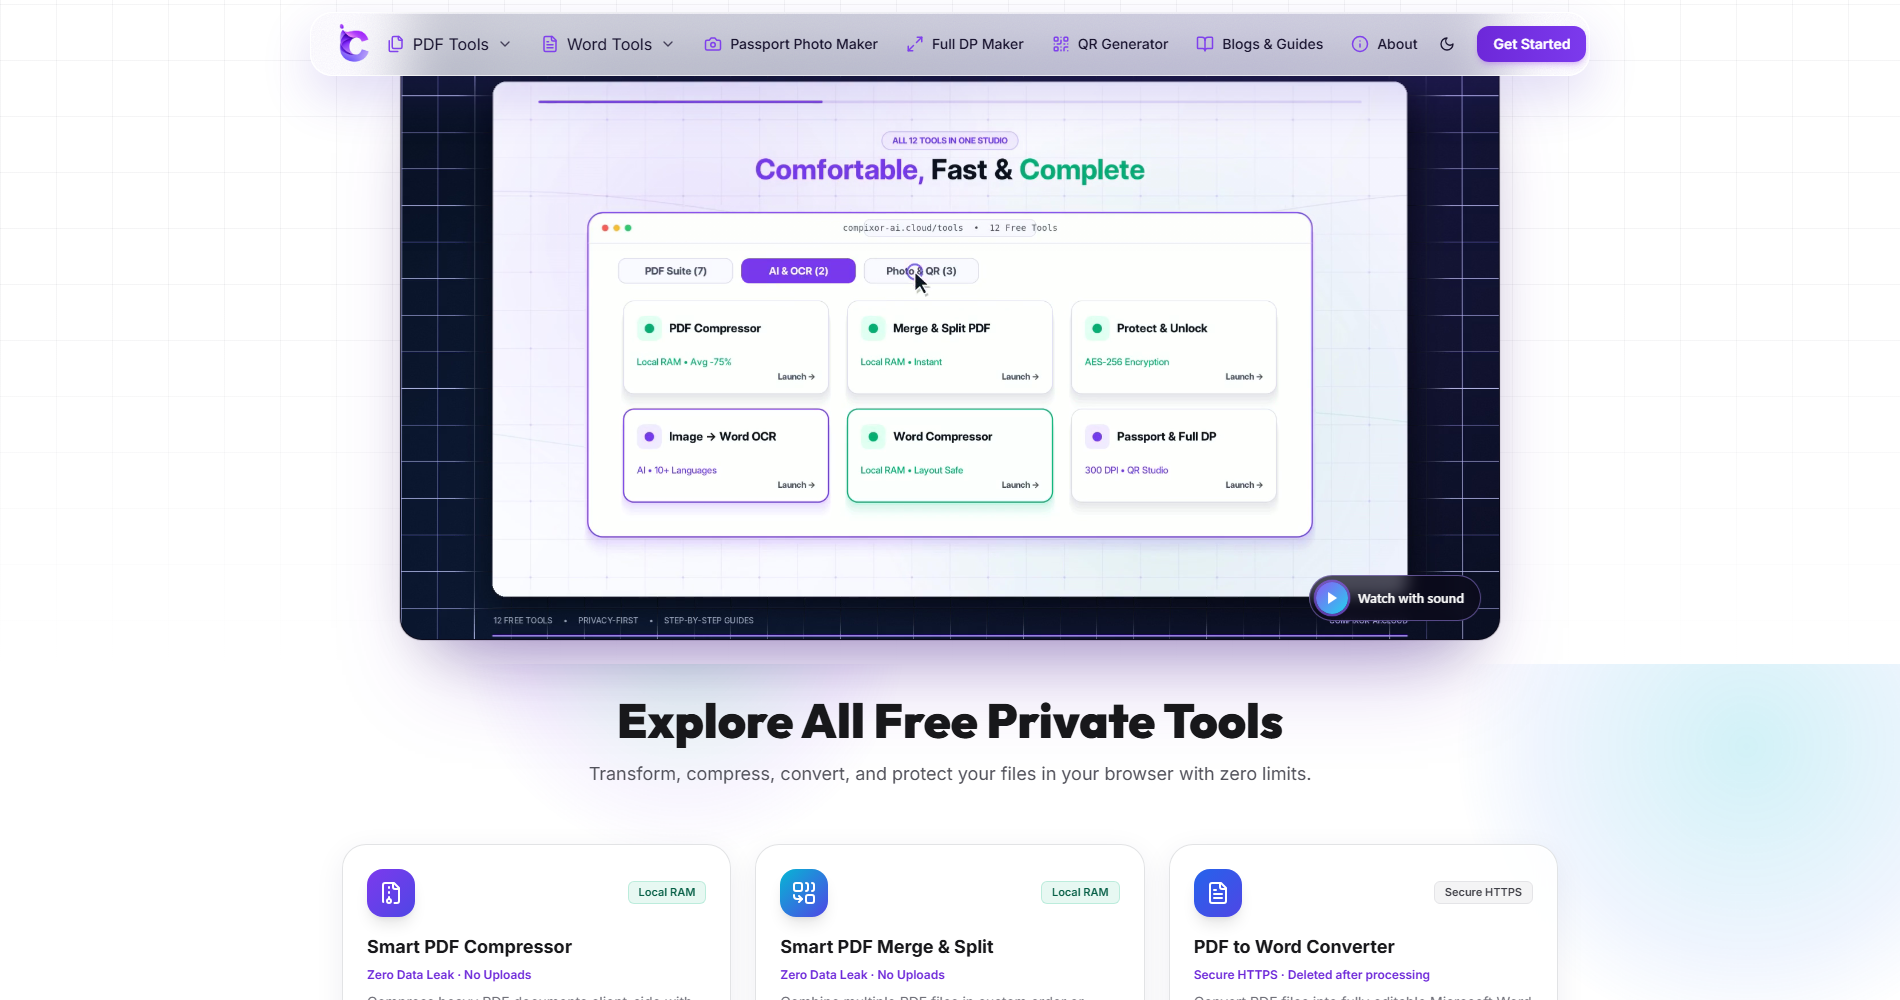 PDF Tools
Word Tools
Passport Photo Maker
Full DP Maker
QR Generator
Blogs & Guides
About
Get Started
ALL 12 TOOLS IN ONE STUDIO
Comfortable, Fast & Complete
compixor-ai.cloud/tools • 12 Free Tools
PDF Suite (7)
AI & OCR (2)
Photo & QR (3)
PDF Compressor
Local RAM • Avg -75%
Launch →
Merge & Split PDF
Local RAM • Instant
Launch →
Protect & Unlock
AES-256 Encryption
Launch →
Image → Word OCR
AI • 10+ Languages
Launch →
Word Compressor
Local RAM • Layout Safe
Launch →
Passport & Full DP
300 DPI • QR Studio
Launch →
Watch with sound
12 FREE TOOLS • PRIVACY-FIRST • STEP-BY-STEP GUIDES
Explore All Free Private Tools
Transform, compress, convert, and protect your files in your browser with zero limits.
Local RAM
Smart PDF Compressor
Zero Data Leak · No Uploads
Local RAM
Smart PDF Merge & Split
Zero Data Leak · No Uploads
Secure HTTPS
PDF to Word Converter
Secure HTTPS · Deleted after processing